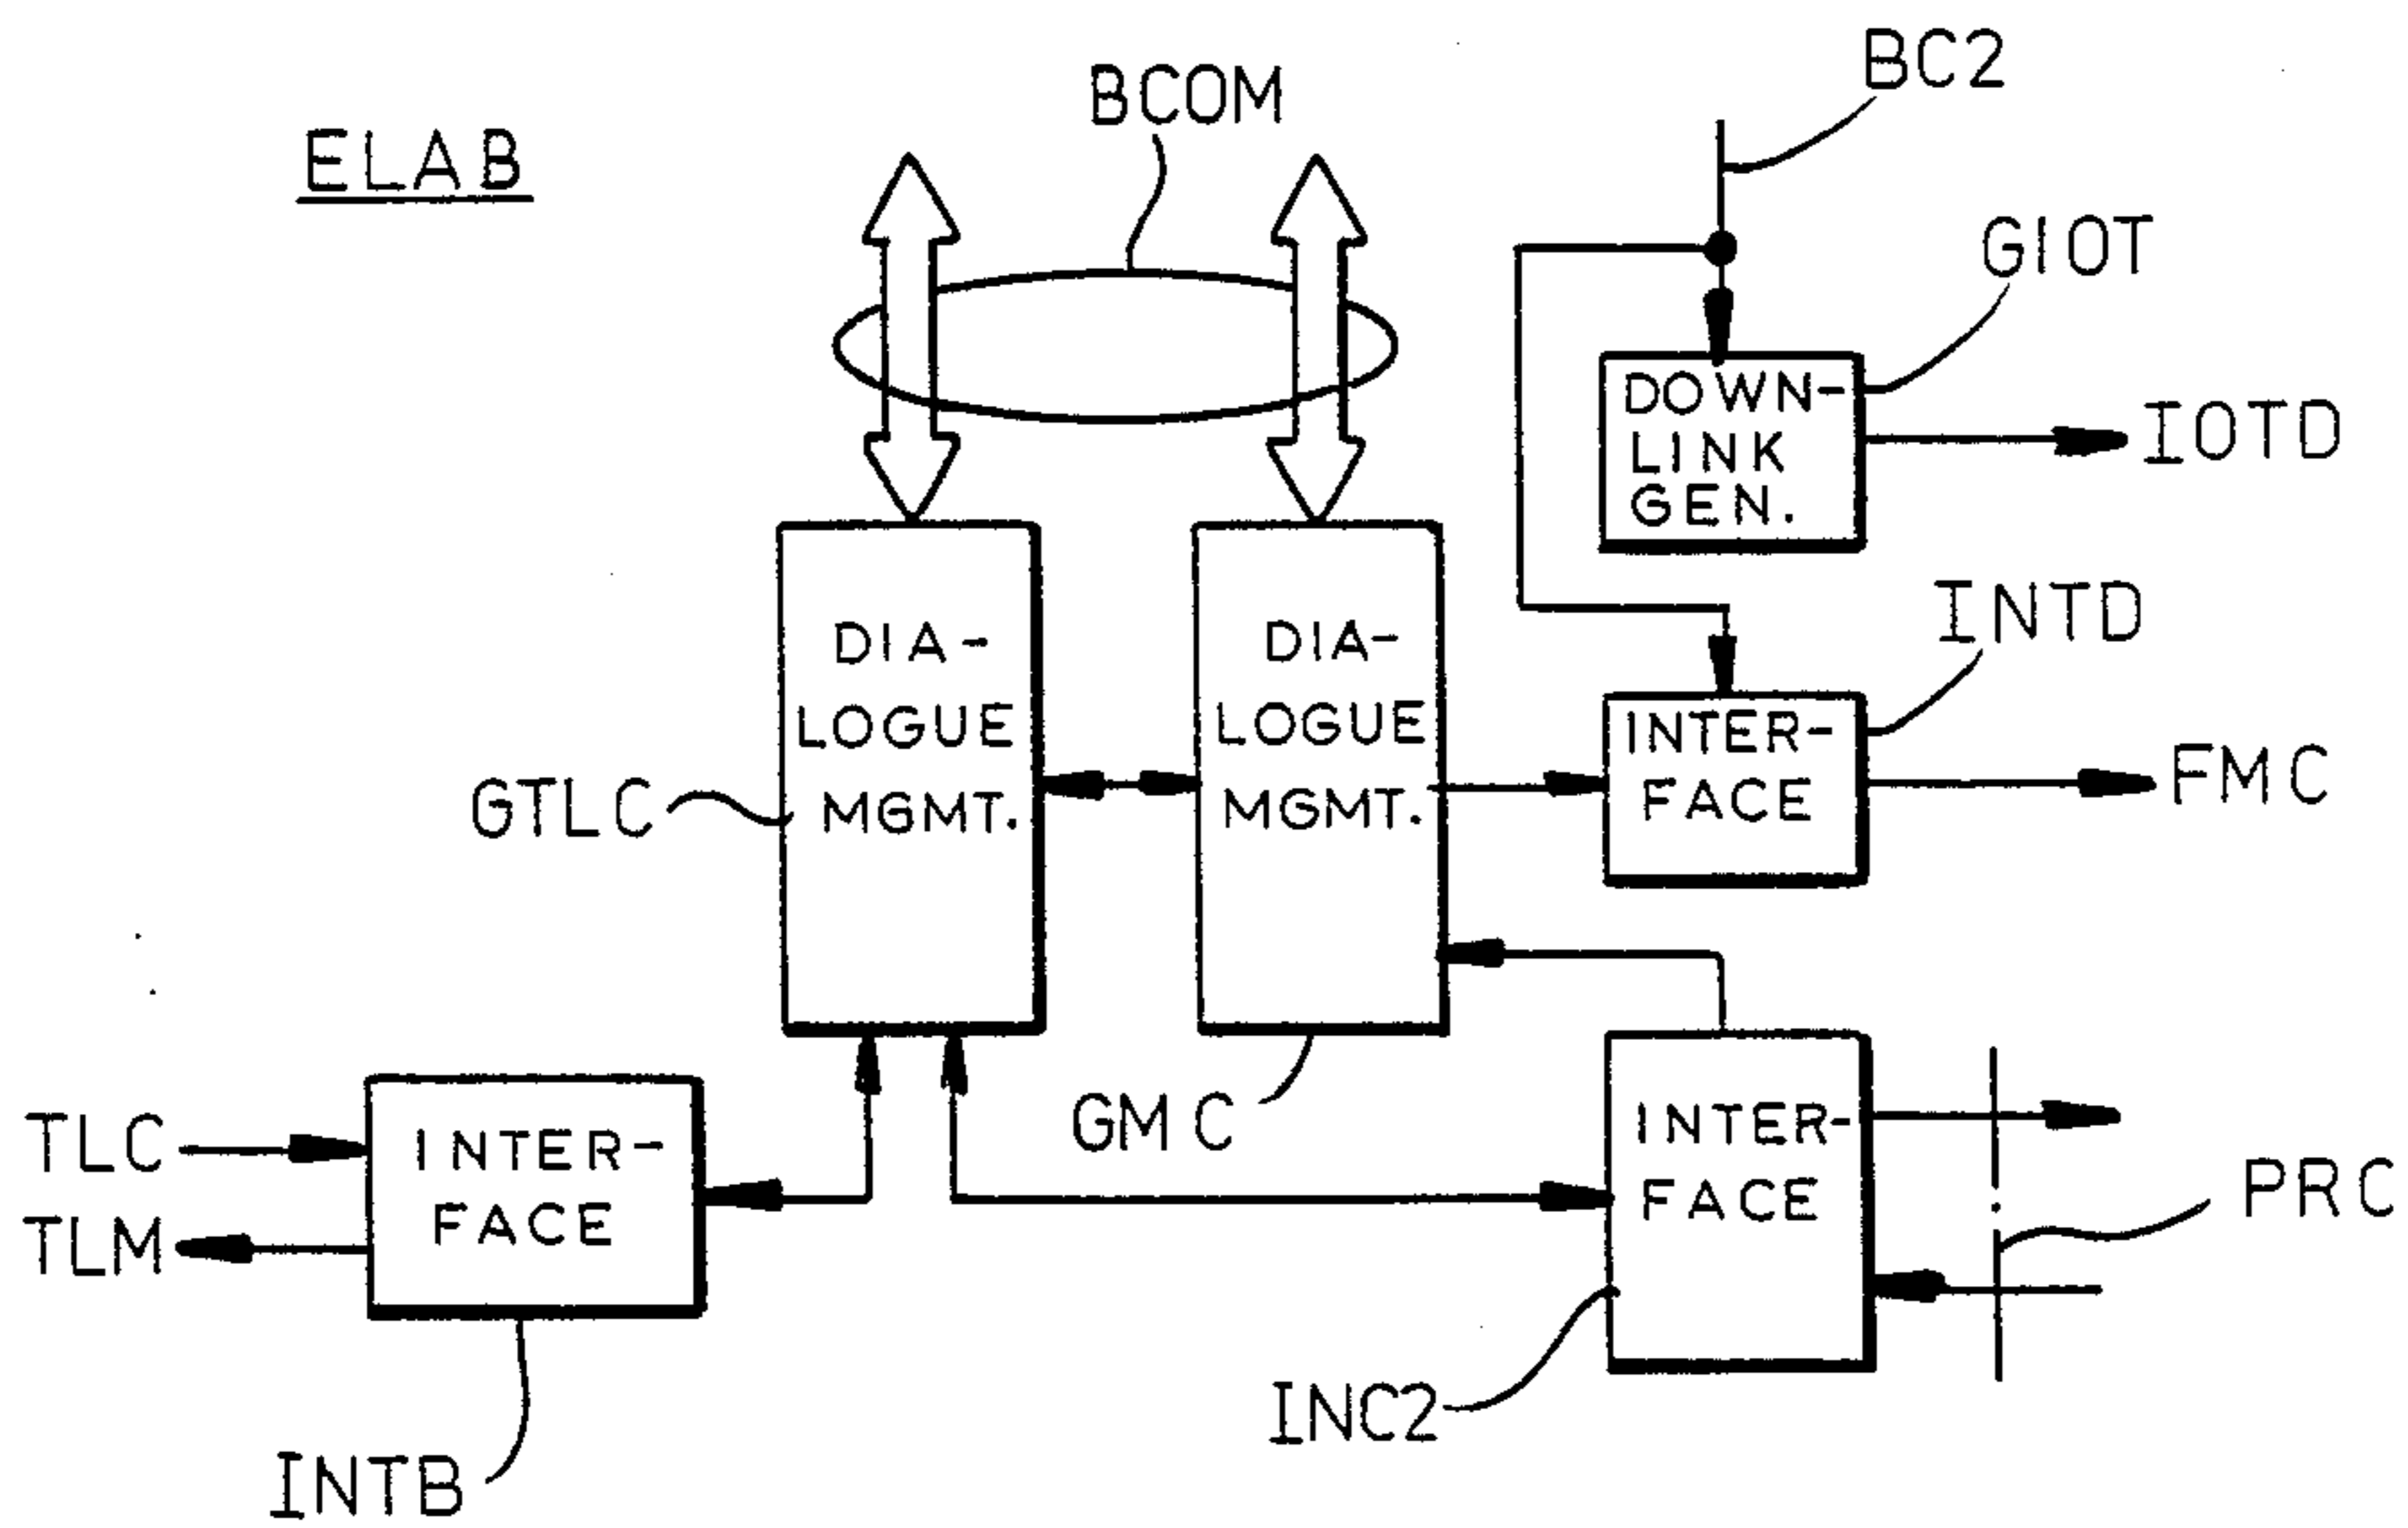 BC2
BCOM
ELAB
GIOT
DOWN-
LINK
GEN.
IOTD
INTD
DIA-
LOGUE
MGMT.
DIA-
LOGUE
MGMT.
INTER-
FACE
FMC
GTLC
TLC
TLM
INTER-
FACE
GMC
INTER-
FACE
PRC
INC2
INTB